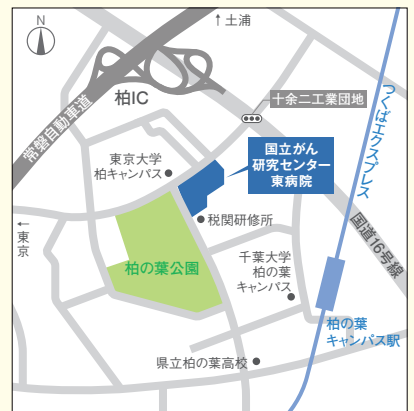 N
↑土浦
柏IC
常磐自動車道
十余二工業団地
つくばエクスプレス
国立がん
研究センター
東病院
東京大学
柏キャンパス
税関研修所
国道16号線
←
東京
柏の葉公園
千葉大学
柏の葉
キャンパス
柏の葉
キャンパス駅
県立柏の葉高校